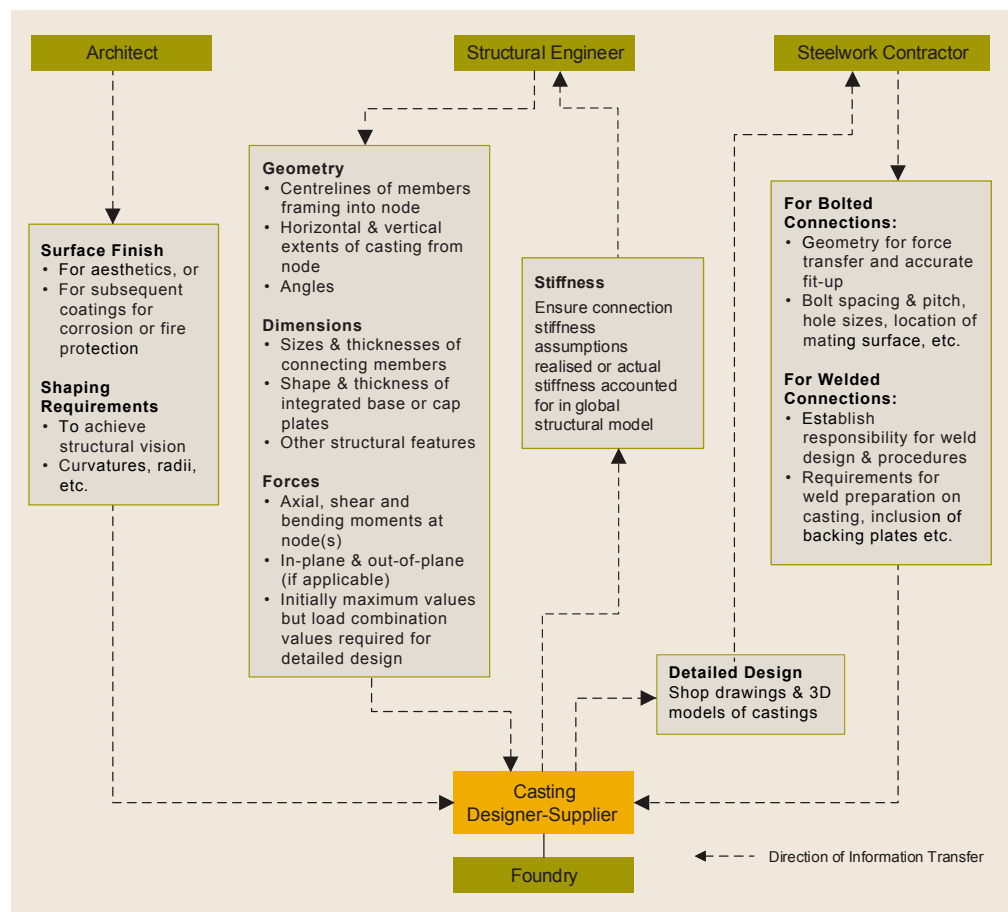 Architect
Structural Engineer
Steelwork Contractor
Surface Finish
• For aesthetics, or
• For subsequent
coatings for
corrosion or fire
protection
Shaping
Requirements
• To achieve
structural vision
• Curvatures, radii,
etc.
Geometry
• Centrelines of members
framing into node
• Horizontal & vertical
extents of casting from
node
• Angles
Dimensions
• Sizes & thicknesses of
connecting members
• Shape & thickness of
integrated base or cap
plates
• Other structural features
Forces
• Axial, shear and
bending moments at
node(s)
• In-plane & out-of-plane
(if applicable)
• Initially maximum values
but load combination
values required for
detailed design
Stiffness
Ensure connection
stiffness
assumptions
realised or actual
stiffness accounted
for in global
structural model
For Bolted
Connections:
• Geometry for force
transfer and accurate
fit-up
• Bolt spacing & pitch,
hole sizes, location of
mating surface, etc.
For Welded
Connections:
• Establish
responsibility for weld
design & procedures
• Requirements for
weld preparation on
casting, inclusion of
backing plates etc.
Detailed Design
Shop drawings & 3D
models of castings
Casting
Designer-Supplier
Foundry
Direction of Information Transfer